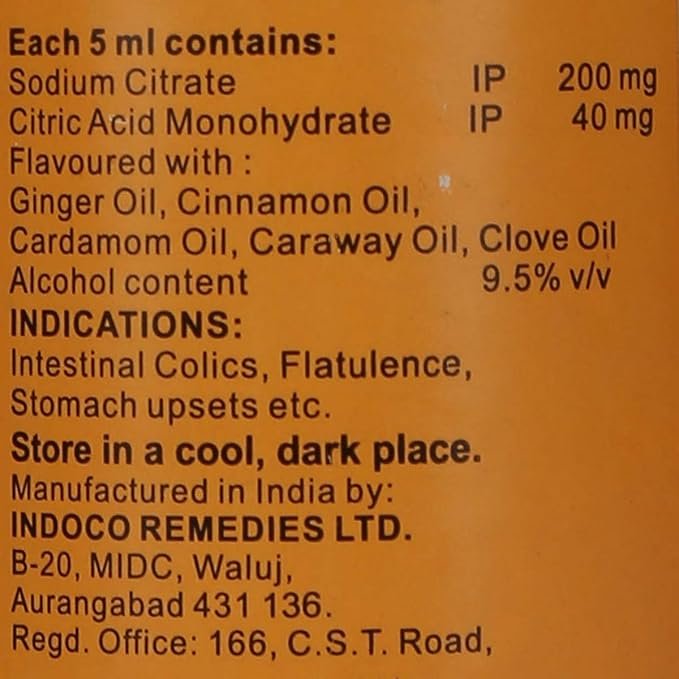 Each 5 ml contains:
Sodium Citrate IP 200 mg
Citric Acid Monohydrate IP 40 mg
Flavoured with :
Ginger Oil, Cinnamon Oil,
Cardamom Oil, Caraway Oil, Clove Oil
Alcohol content 9.5% v/v
INDICATIONS:
Intestinal Colics, Flatulence,
Stomach upsets etc.
Store in a cool, dark place.
Manufactured in India by:
INDOCO REMEDIES LTD.
B-20, MIDC, Waluj,
Aurangabad 431 136.
Regd. Office: 166, C.S.T. Road,